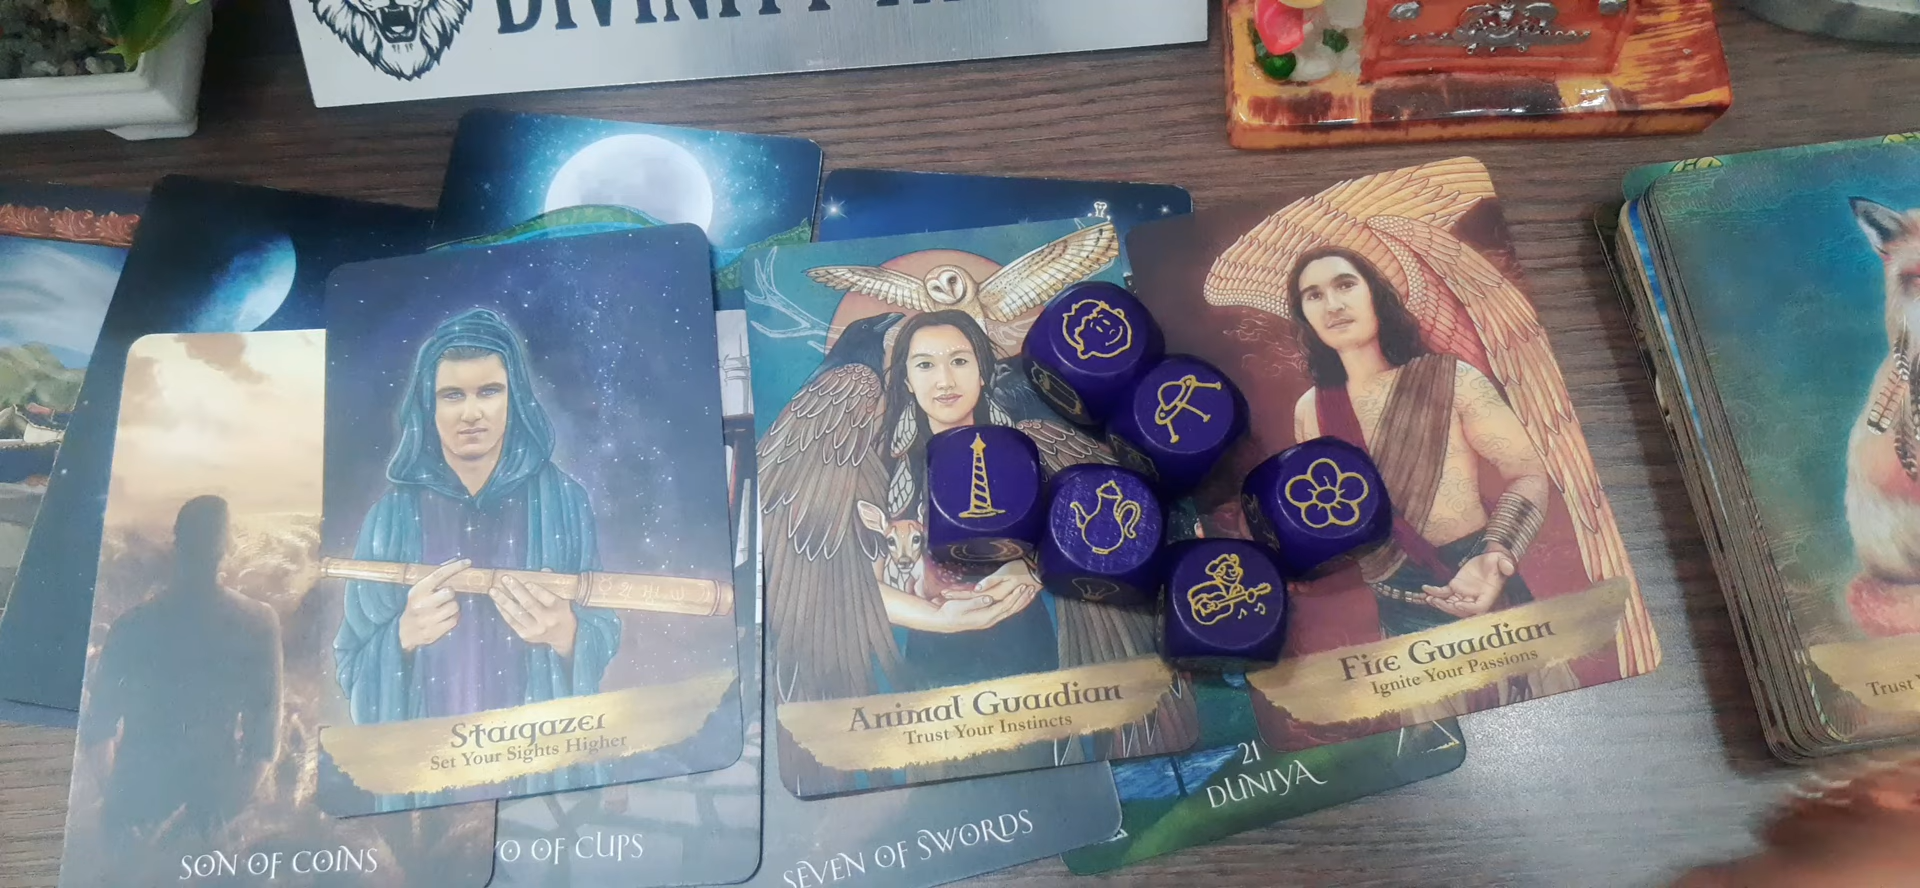 DIVINITY
Stargazer
Set Your Sights Higher
Animal Guardian
Trust Your Instincts
Fire Guardian
Ignite Your Passions
Trust
21
DUNIYA
SON OF COINS
OF CUPS
SEVEN OF SWORDS